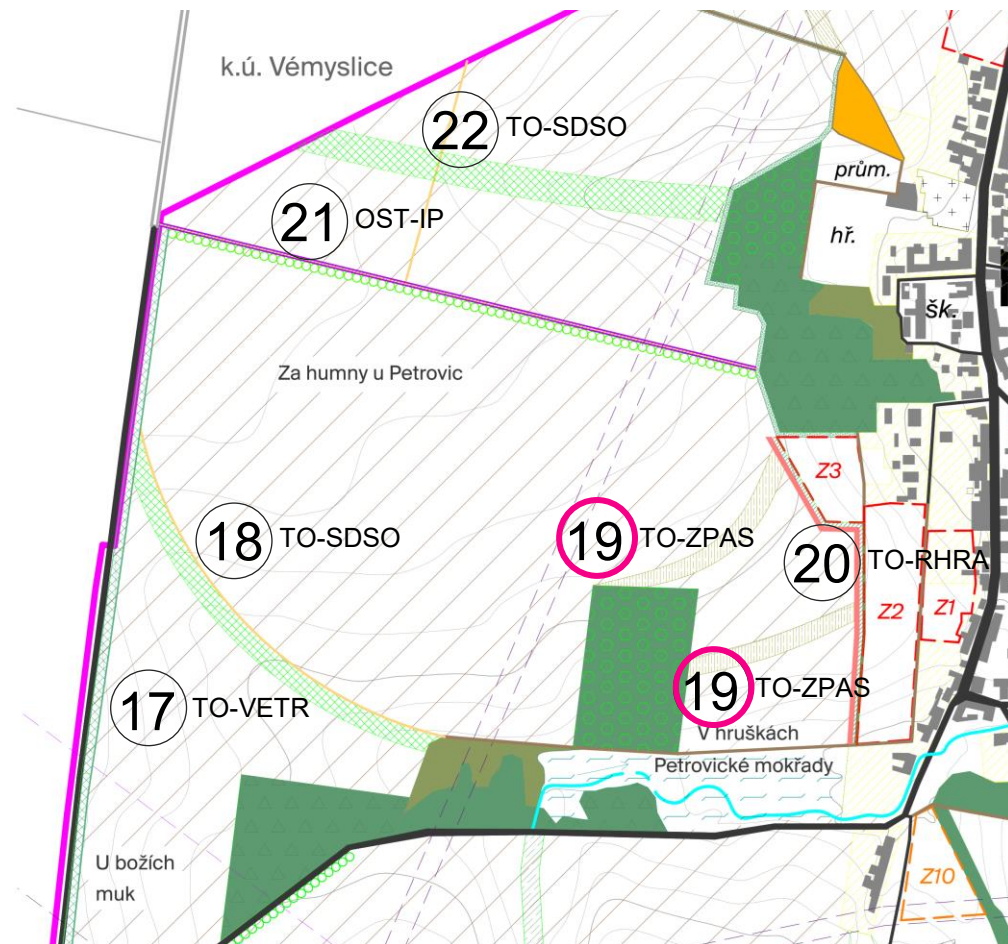 k.ú. Vémyslice
22 TO-SDSO
prům.
21 OST-IP
hř.
šk.
Za humny u Petrovic
Z3
18 TO-SDSO
19 TO-ZPAS
20 TO-RHRA
Z2
Z1
17 TO-VETR
19 TO-ZPAS
V hruškách
Petrovické mokřady
U božích
muk
Z10